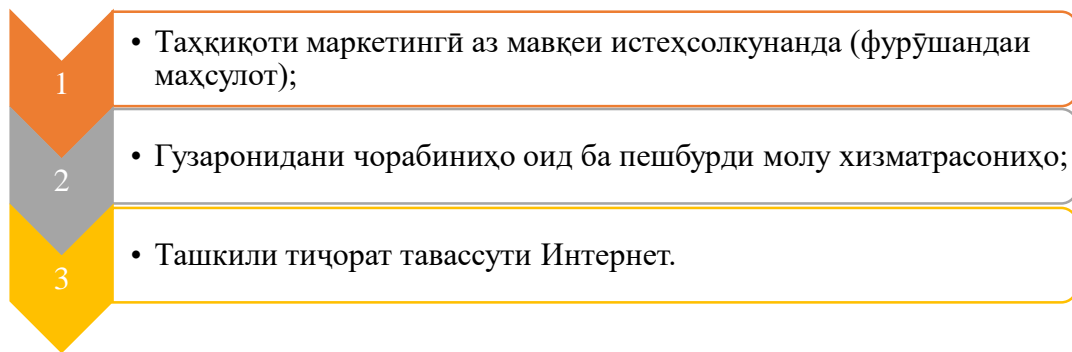 1
• Таҳқиқоти маркетингӣ аз мавқеи истеҳсолкунанда (фурӯшандаи
маҳсулот);
2
• Гузаронидани чорабиниҳо оид ба пешбурди молу хизматрасониҳо;
3
• Ташкили тиҷорат тавассути Интернет.